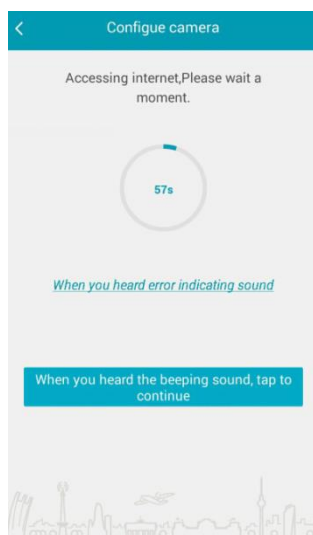 Configue camera
Accessing internet,Please wait a
moment.
57s
When you heard error indicating sound
When you heard the beeping sound, tap to
continue